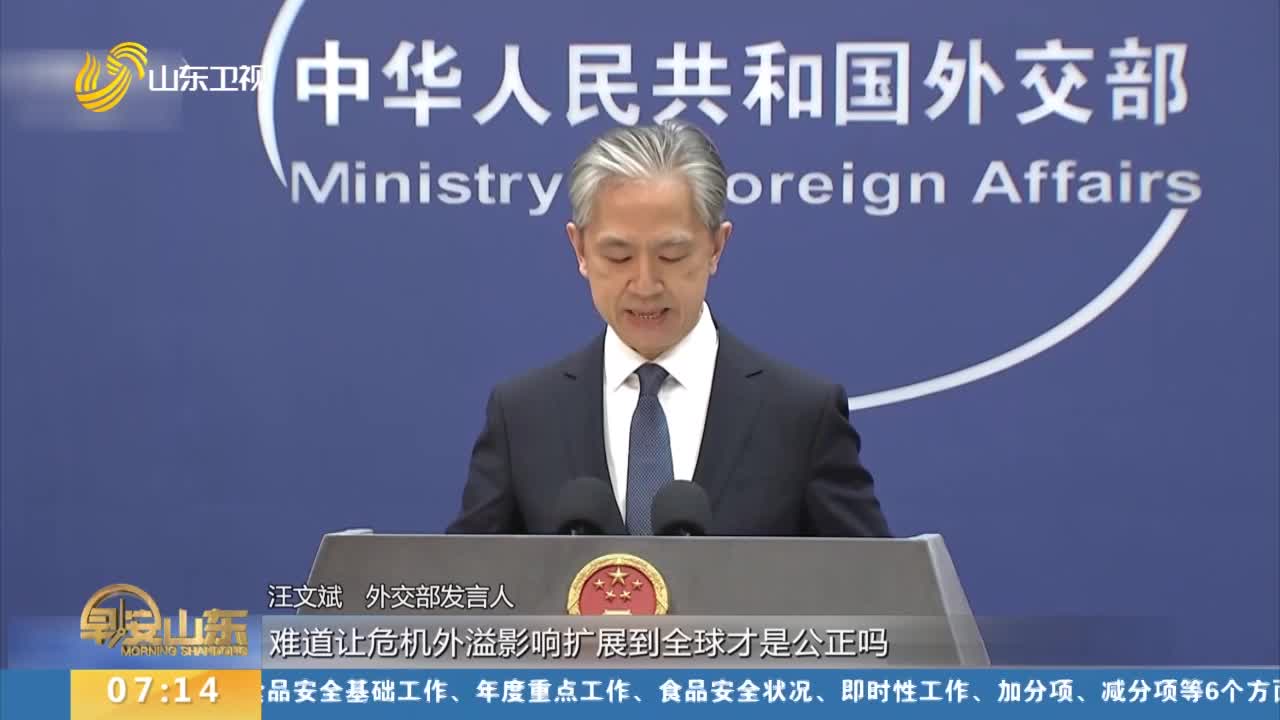 山东卫视
中华人民共和国外交部
Ministry oreign Affairs
汪文斌 外交部发言人
早安山东
MORNING SHANDONG
难道让危机外溢影响扩展到全球才是公正吗
07:14
品安全基础工作、年度重点工作、食品安全状况、即时性工作、加分项、减分项等6个方